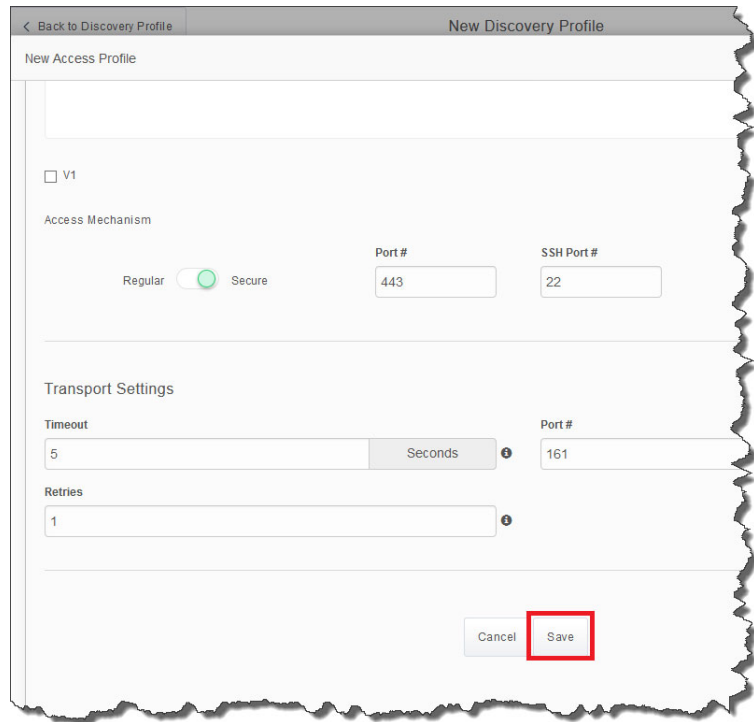 Back to Discovery Profile New Discovery Profile
New Access Profile
V1
Access Mechanism
Port # SSH Port #
Regular Secure 443 22
Transport Settings
Timeout Port #
5 Seconds 161
Retries
1
Cancel Save